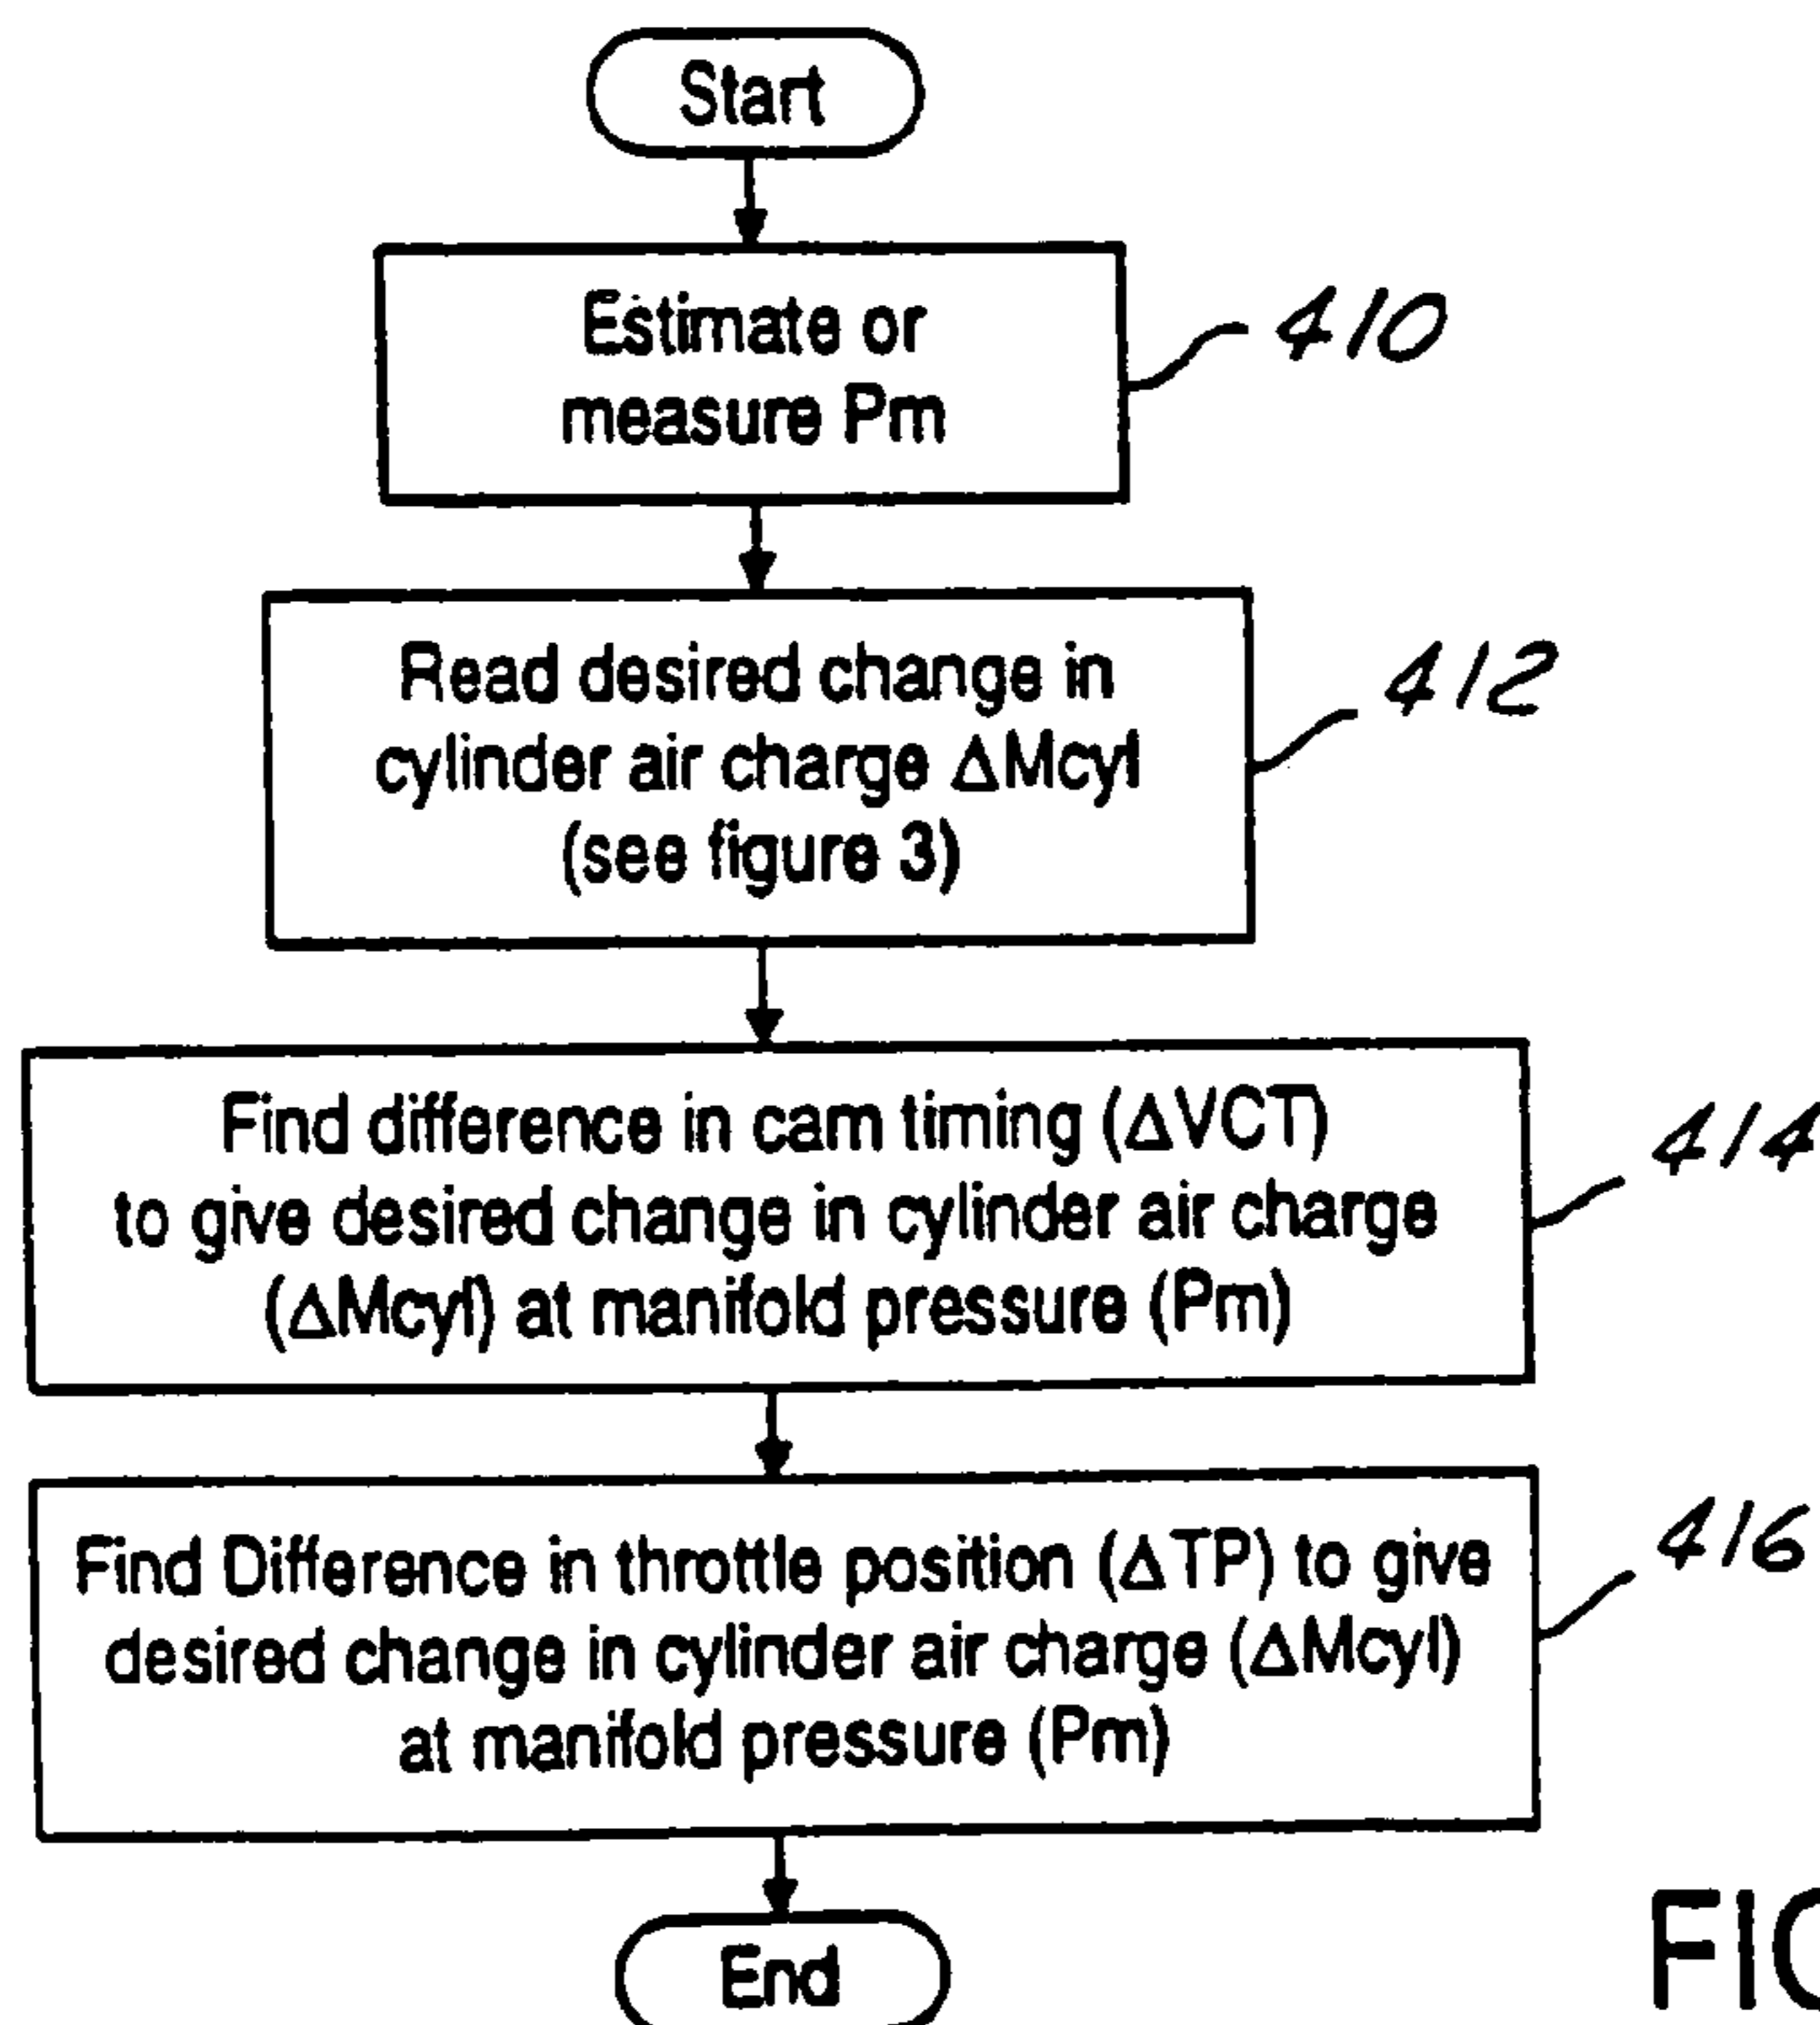 Start
Estimate or
measure Pm
410
Read desired change in
cylinder air charge ΔMcyl
(see figure 3)
412
Find difference in cam timing (ΔVCT)
to give desired change in cylinder air charge
(ΔMcyl) at manifold pressure (Pm)
414
Find Difference in throttle position (ΔTP) to give
desired change in cylinder air charge (ΔMcyl)
at manifold pressure (Pm)
416
End